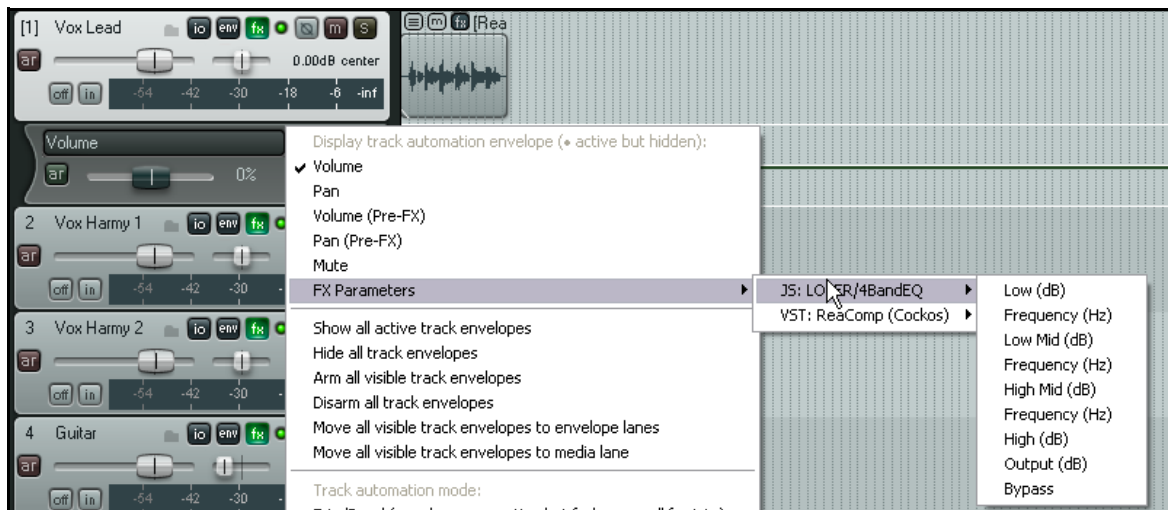 [1] Vox Lead io env fx m S
ar 0.00dB center
off in -54 -42 -30 -18 -6 -inf
m fx [Rea
Volume
ar 0%
2 Vox Harmy 1 io env fx
ar
off in -54 -42 -30
3 Vox Harmy 2 io env fx
ar
off in -54 -42 -30
4 Guitar io env fx
ar
off in -54 -42 -30
Display track automation envelope (• active but hidden):
✓ Volume
Pan
Volume (Pre-FX)
Pan (Pre-FX)
Mute
FX Parameters
Show all active track envelopes
Hide all track envelopes
Arm all visible track envelopes
Disarm all track envelopes
Move all visible track envelopes to envelope lanes
Move all visible track envelopes to media lane
Track automation mode:
JS: LOSER/4BandEQ
VST: ReaComp (Cockos)
Low (dB)
Frequency (Hz)
Low Mid (dB)
Frequency (Hz)
High Mid (dB)
Frequency (Hz)
High (dB)
Output (dB)
Bypass